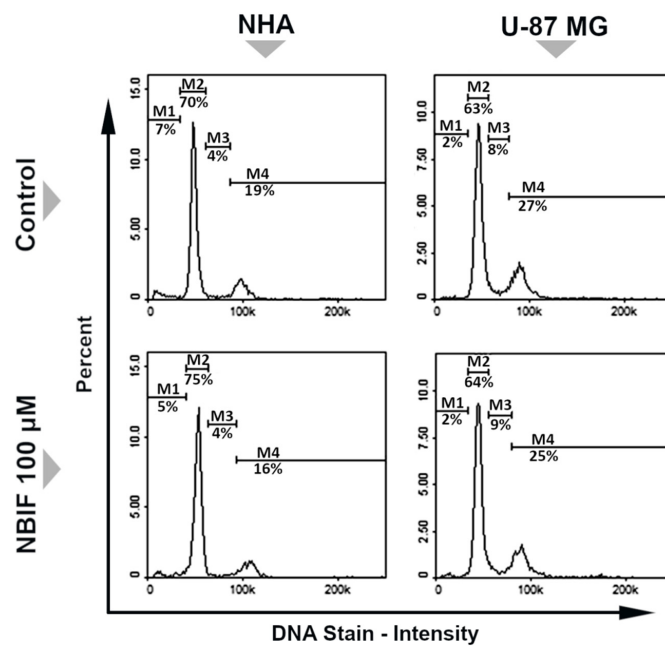 NHA
U-87 MG
Control
NBIF 100 µM
Percent
15.0
10.0
5.00
0
M1
7%
M2
70%
M3
4%
M4
19%
0
100k
200k
10.0
7.50
5.00
2.50
0
M1
2%
M2
63%
M3
8%
M4
27%
0
100k
200k
15.0
10.0
5.00
0
M1
5%
M2
75%
M3
4%
M4
16%
0
100k
200k
10.0
7.50
5.00
2.50
0
M1
2%
M2
64%
M3
9%
M4
25%
0
100k
200k
DNA Stain - Intensity